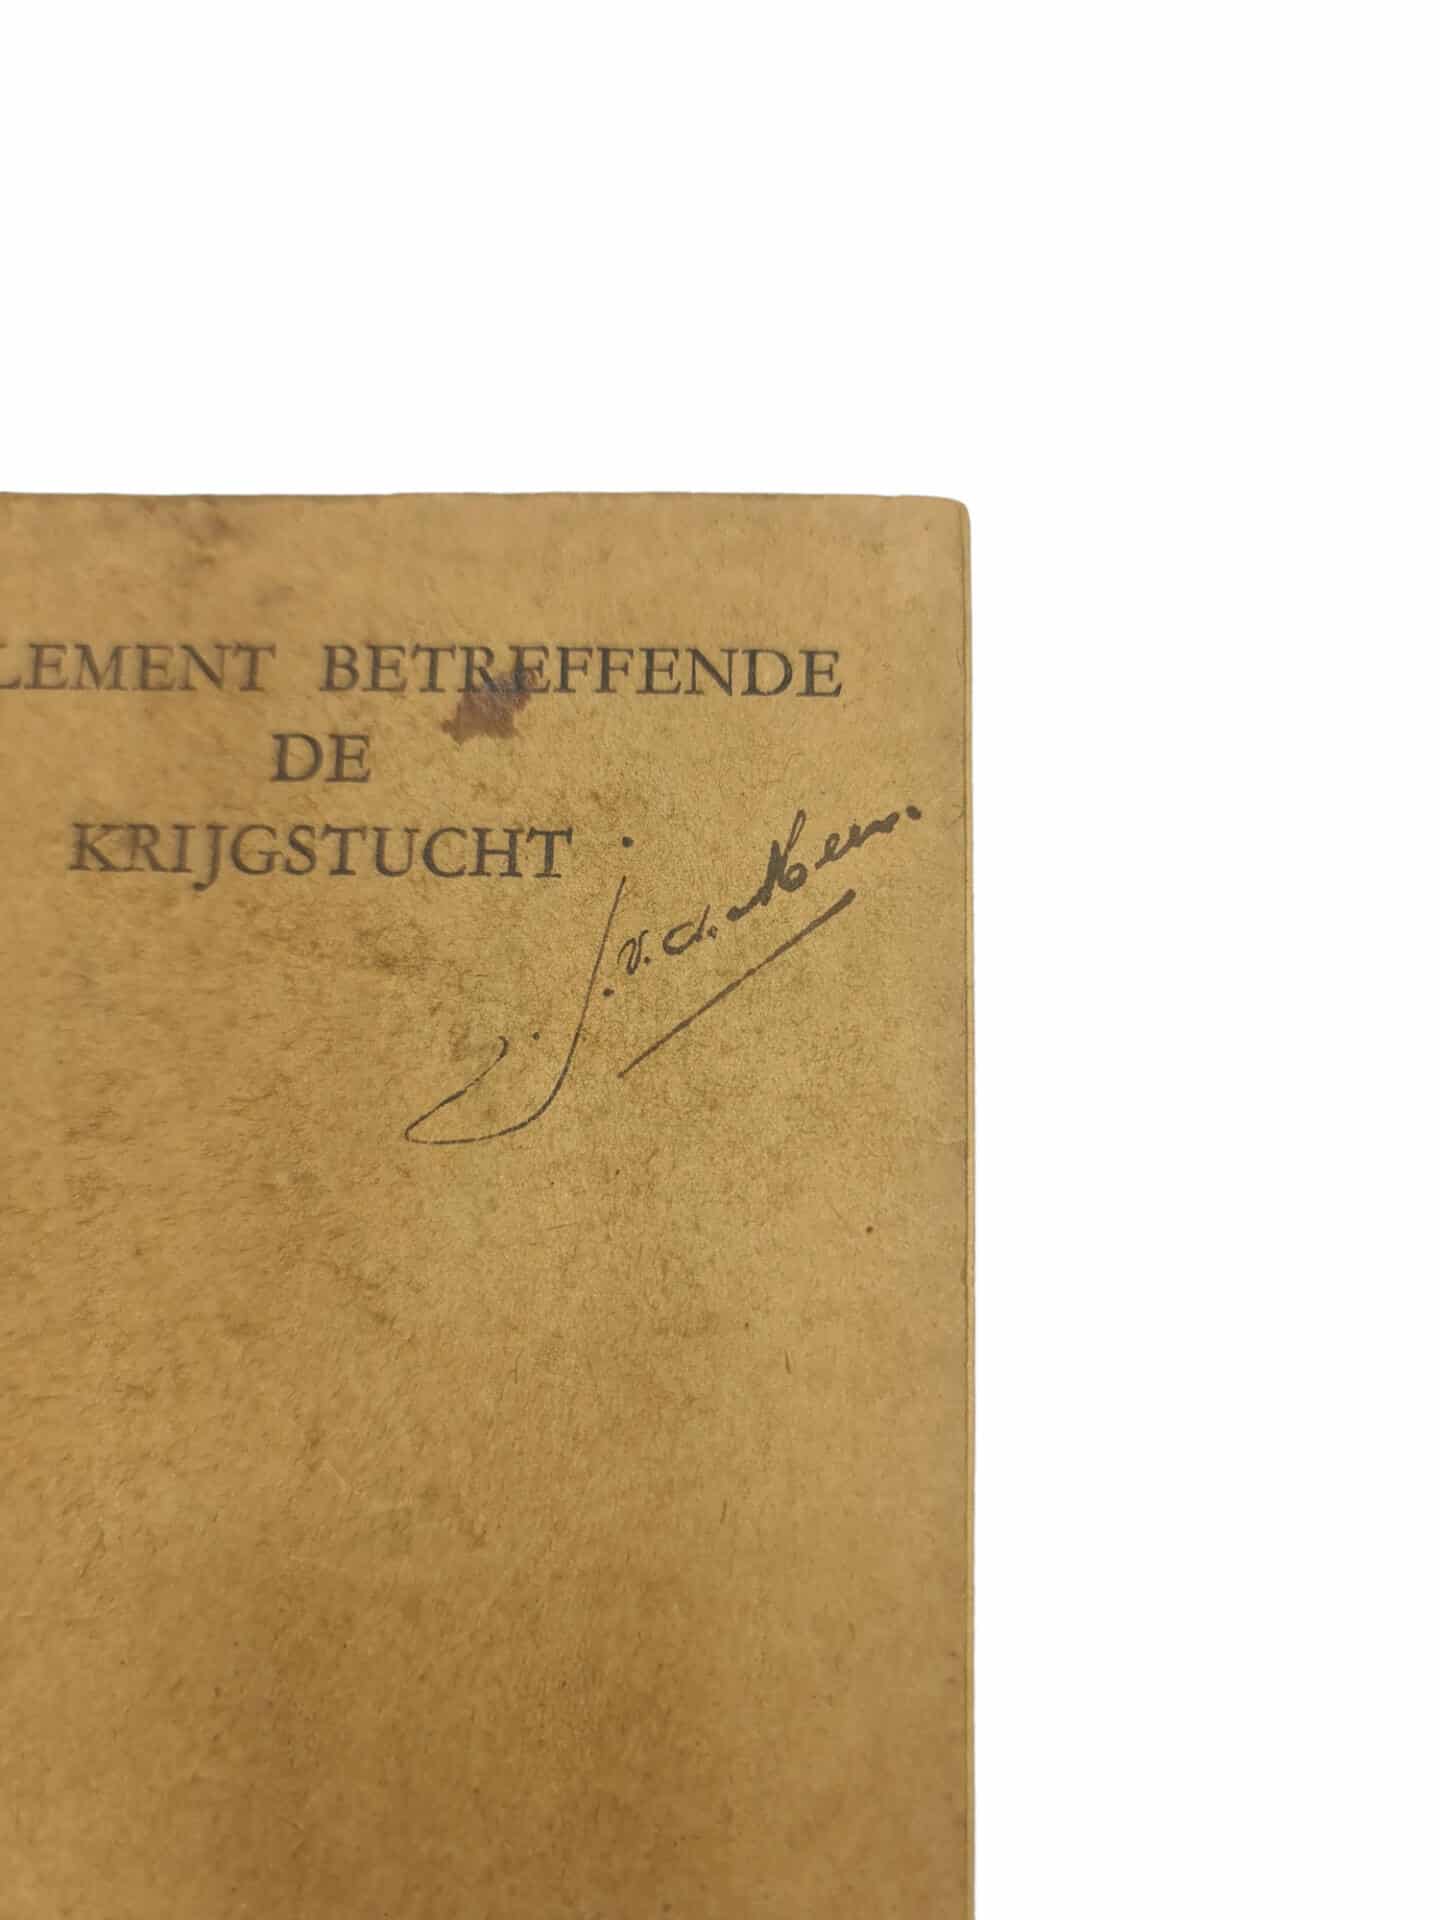 LEMENT BETREFFENDE
DE
KRIJGSTUCHT
J. v. d.